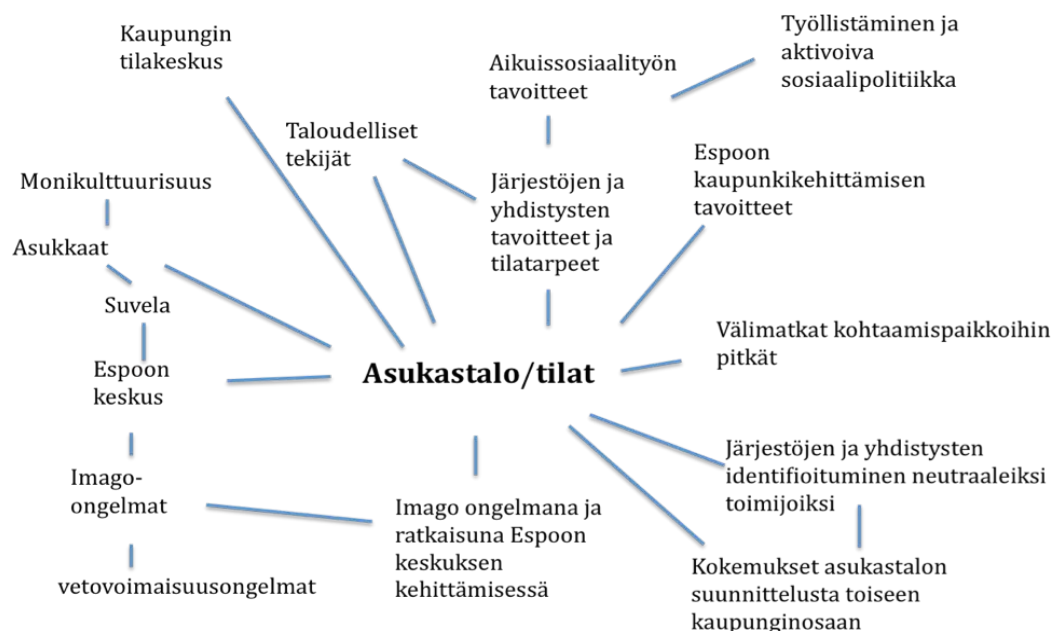 Kaupungin
tilakeskus
Aikuissosiaalityön
tavoitteet
Työllistäminen ja
aktivoiva
sosiaalipolitiikka
Taloudelliset
tekijät
Espoon
kaupunkikehittämisen
tavoitteet
Monikulttuurisuus
Järjestöjen ja
yhdistysten
tavoitteet ja
tilatarpeet
Asukkaat
Suvela
Välimatkat kohtaamispaikkoihin
pitkät
Espoon
keskus
Asukastalo/tilat
Imago-
ongelmat
Järjestöjen ja yhdistysten
identifioituminen neutraaleiksi
toimijoiksi
Imago ongelmana ja
ratkaisuna Espoon
keskuksen
kehittämisessä
vetovoimaisuusongelmat
Kokemukset asukastalon
suunnittelusta toiseen
kaupunginosaan